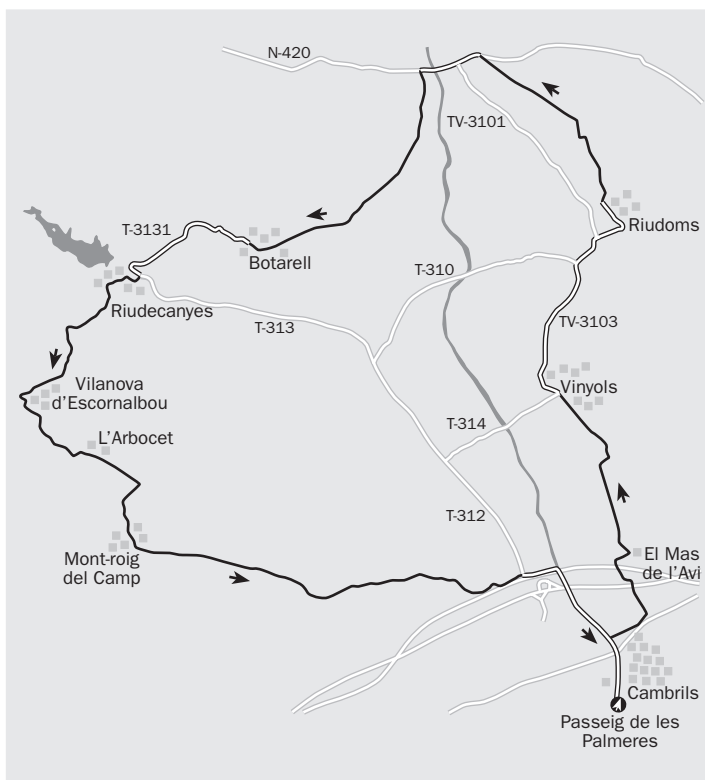 N-420
TV-3101
Riudoms
T-3131
Botarell
T-310
Riudecanyes
T-313
TV-3103
Vilanova
d'Escornalbou
Vinyols
T-314
L'Arbocet
T-312
Mont-roig
del Camp
El Mas
de l'Avi
Cambrils
Passeig de les
Palmeres